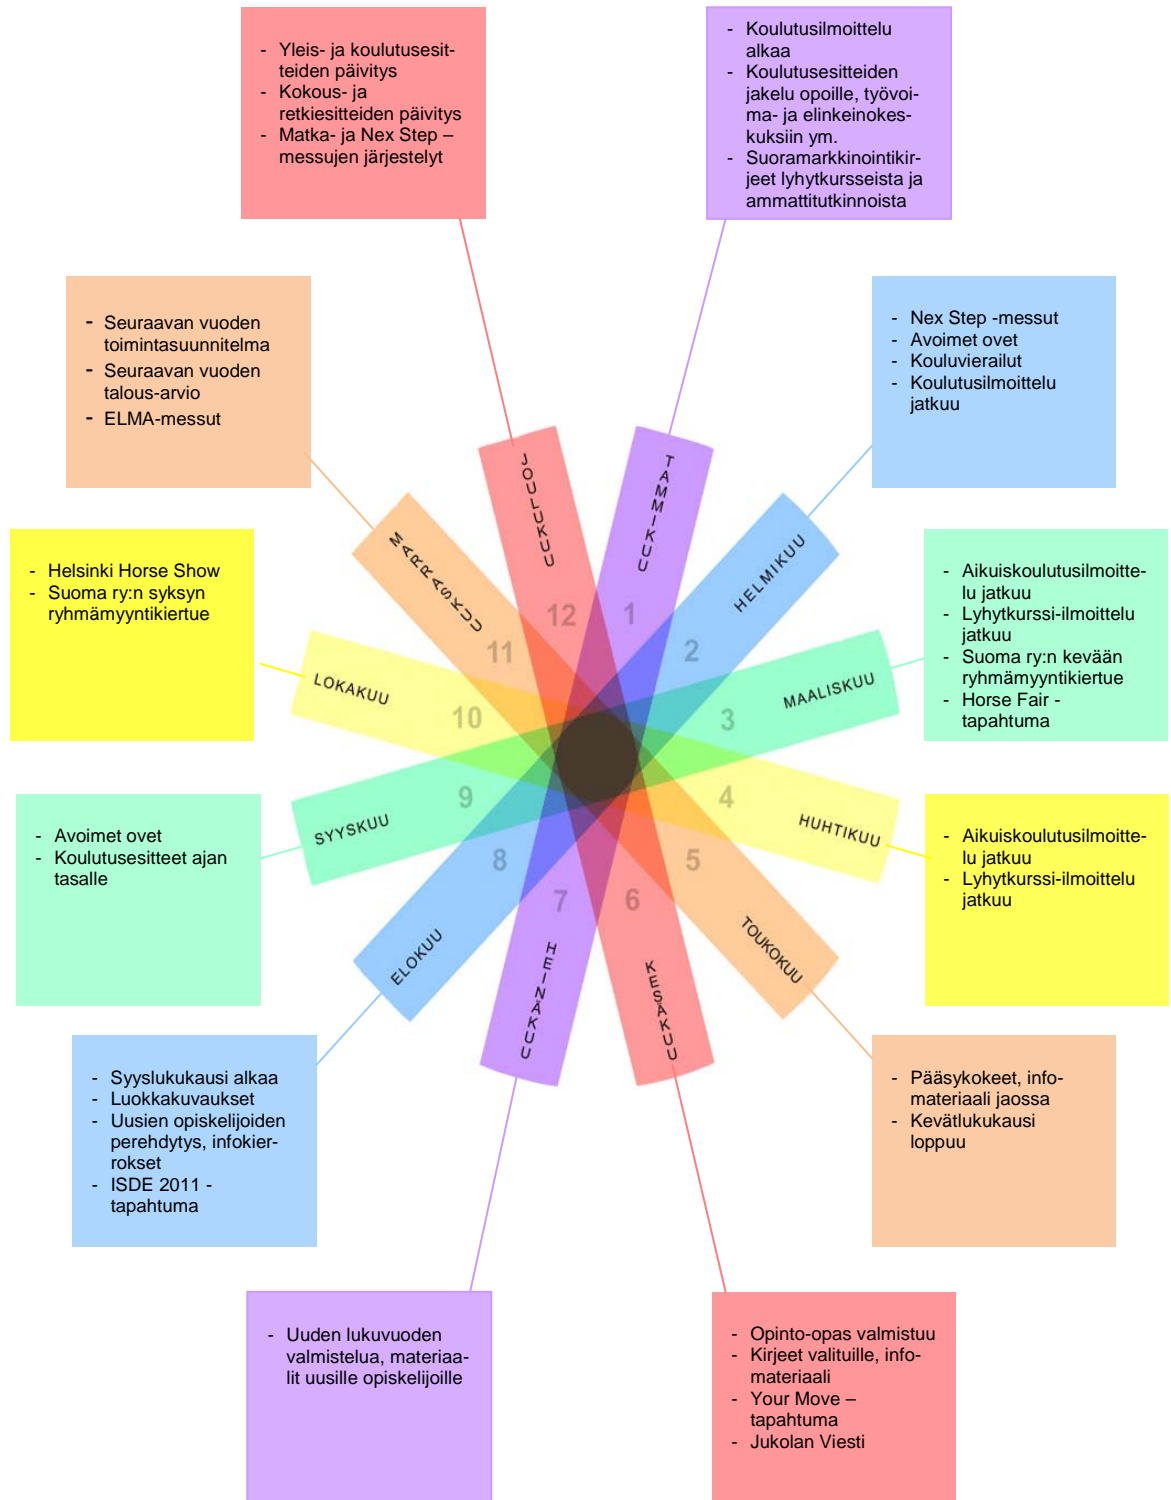 - Yleis- ja koulutusesit-
teiden päivitys
- Kokous- ja
retkiesitteiden päivitys
- Matka- ja Nex Step –
messujen järjestelyt
- Koulutusilmoittelu
alkaa
- Koulutusesitteiden
jakelu opoille, työvoi-
ma- ja elinkeinokes-
kuksiin ym.
- Suoramarkkinointikir-
jeet lyhytkursseista ja
ammattitutkinnoista
- Seuraavan vuoden
toimintasuunnitelma
- Seuraavan vuoden
talous-arvio
- ELMA-messut
- Nex Step -messut
- Avoimet ovet
- Kouluvierailut
- Koulutusilmoittelu
jatkuu
- Helsinki Horse Show
- Suoma ry:n syksyn
ryhmämyyntikiertue
- Aikuiskoulutusilmoitte-
lu jatkuu
- Lyhytkurssi-ilmoittelu
jatkuu
- Suoma ry:n kevään
ryhmämyyntikiertue
- Horse Fair -
tapahtuma
JOULUKUU
12
TAMMIKUU
1
MARRASKUU
11
HELMIKUU
2
LOKAKUU
10
MAALISKUU
3
SYYSKUU
9
HUHTIKUU
4
ELOKUU
8
TOUKOKUU
5
HEINÄKUU
7
KESÄKUU
6
- Avoimet ovet
- Koulutusesitteet ajan
tasalle
- Aikuiskoulutusilmoitte-
lu jatkuu
- Lyhytkurssi-ilmoittelu
jatkuu
- Syyslukukausi alkaa
- Luokkakuvaukset
- Uusien opiskelijoiden
perehdytys, infokier-
rokset
- ISDE 2011 -
tapahtuma
- Pääsykokeet, info-
materiaali jaossa
- Kevätlukukausi
loppuu
- Uuden lukuvuoden
valmistelua, materiaa-
lit uusille opiskelijoille
- Opinto-opas valmistuu
- Kirjeet valituille, info-
materiaali
- Your Move –
tapahtuma
- Jukolan Viesti